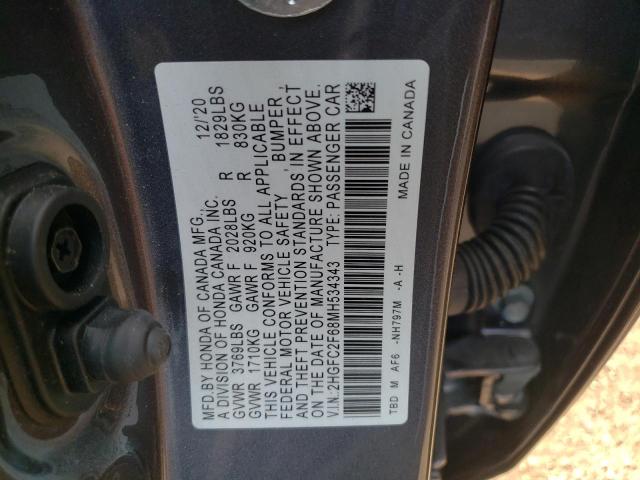 MFD.BY HONDA OF CANADA MFG., 12/'20
A DIVISION OF HONDA CANADA INC.
GVWR 3769LBS GAWR F 2028LBS R 1829LBS
GVWR 1710KG GAWR F 920KG R 830KG
THIS VEHICLE CONFORMS TO ALL APPLICABLE
FEDERAL MOTOR VEHICLE SAFETY , BUMPER ,
AND THEFT PREVENTION STANDARDS IN EFFECT
ON THE DATE OF MANUFACTURE SHOWN ABOVE.
V.I.N.:2HGFC2F68MH534343 TYPE: PASSENGER CAR
TBD M AF6 -NH797M -A -H MADE IN CANADA